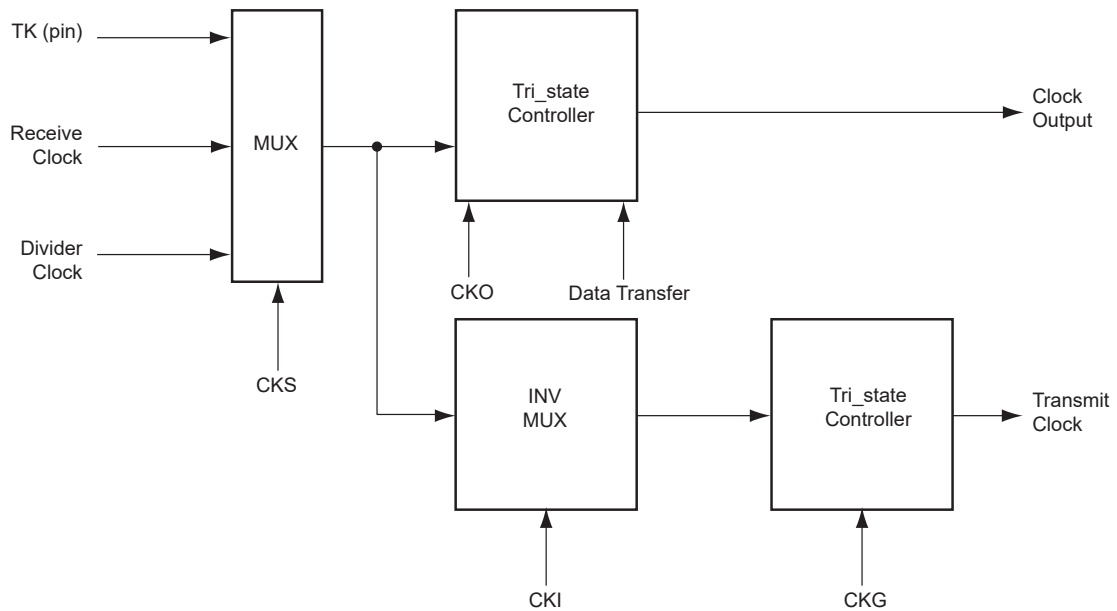 TK (pin)
Receive
Clock
Divider
Clock
MUX
CKS
Tri_state
Controller
CKO
Data Transfer
Clock
Output
INV
MUX
CKI
Tri_state
Controller
CKG
Transmit
Clock